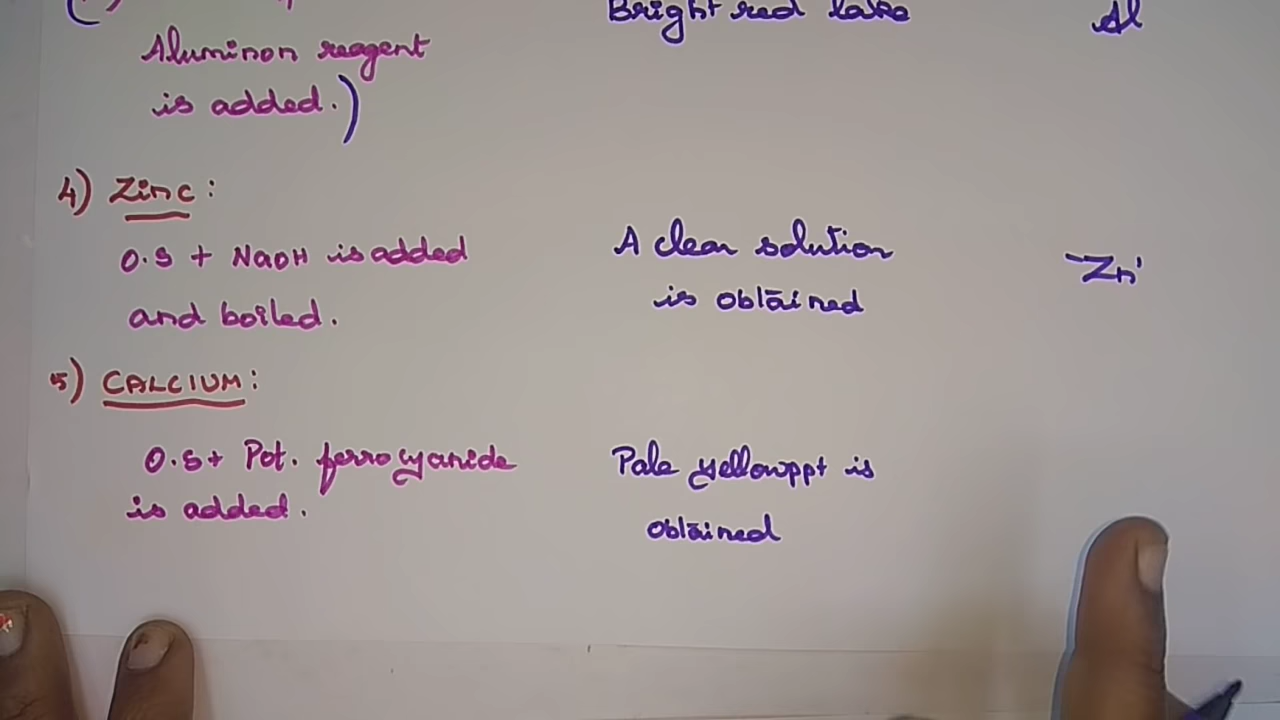 Bright red lake Al
Aluminon reagent
is added.)
4) Zinc:
O.S + NaOH is added A clear solution Zn
and boiled. is obtained
5) CALCIUM:
O.S + Pot. ferrocyanide Pale yellow ppt is
is added. obtained